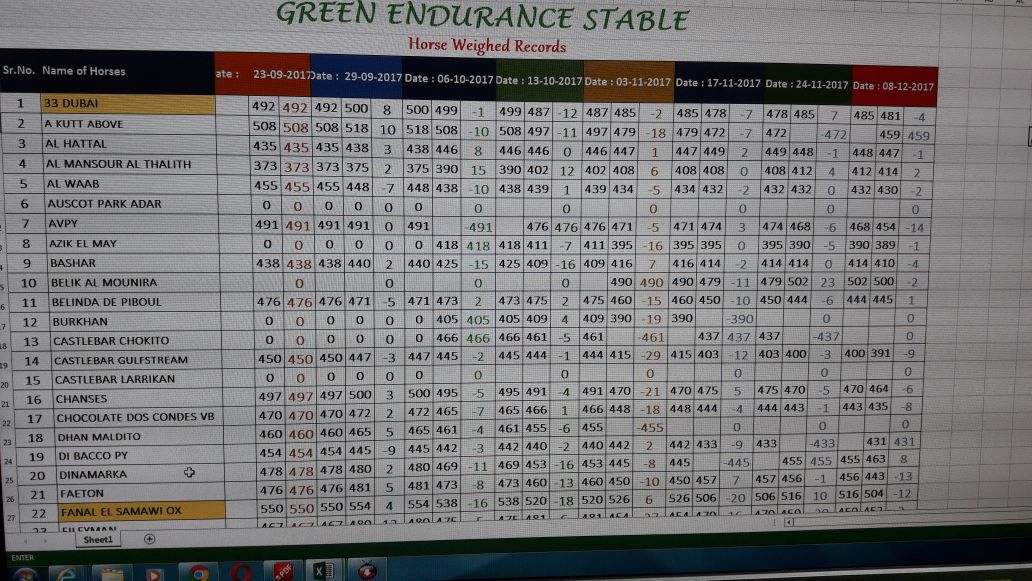 GREEN ENDURANCE STABLE
Horse Weighed Records
Sr.No. Name of Horses ate : 23-09-2017 Date : 29-09-2017 Date : 06-10-2017 Date : 13-10-2017 Date : 03-11-2017 Date : 17-11-2017 Date : 24-11-2017 Date : 08-12-2017
1 33 DUBAI 492 492 492 500 8 500 499 -1 499 487 -12 487 485 -2 485 478 -7 478 485 7 485 481 -4
2 A KUTT ABOVE 508 508 508 518 10 518 508 -10 508 497 -11 497 479 -18 479 472 -7 472 -472 459 459
3 AL HATTAL 435 435 435 438 3 438 446 8 446 446 0 446 447 1 447 449 2 449 448 -1 448 447 -1
4 AL MANSOUR AL THALITH 373 373 373 375 2 375 390 15 390 402 12 402 408 6 408 408 0 408 412 4 412 414 2
5 AL WAAB 455 455 455 448 -7 448 438 -10 438 439 1 439 434 -5 434 432 -2 432 432 0 432 430 -2
6 AUSCOT PARK ADAR 0 0 0 0 0 0 0 0 0 0 0
7 AVPY 491 491 491 491 0 491 -491 476 476 476 471 -5 471 474 3 474 468 -6 468 454 -14
8 AZIK EL MAY 0 0 0 0 0 418 418 418 411 -7 411 395 -16 395 395 0 395 390 -5 390 389 -1
9 BASHAR 438 438 438 440 2 440 425 -15 425 409 -16 409 416 7 416 414 -2 414 414 0 414 410 -4
10 BELIK AL MOUNIRA 0 0 0 0 490 490 490 479 -11 479 502 23 502 500 -2
11 BELINDA DE PIBOUL 476 476 476 471 -5 471 473 2 473 475 2 475 460 -15 460 450 -10 450 444 -6 444 445 1
12 BURKHAN 0 0 0 0 0 405 405 405 409 4 409 390 -19 390 -390 0 0
13 CASTLEBAR CHOKITO 0 0 0 0 0 466 466 466 461 -5 461 -461 437 437 437 -437 0
14 CASTLEBAR GULFSTREAM 450 450 450 447 -3 447 445 -2 445 444 -1 444 415 -29 415 403 -12 403 400 -3 400 391 -9
15 CASTLEBAR LARRIKAN 0 0 0 0 0 0 0 0 0 0 0
16 CHANSES 497 497 497 500 3 500 495 -5 495 491 -4 491 470 -21 470 475 5 475 470 -5 470 464 -6
17 CHOCOLATE DOS CONDES VB 470 470 470 472 2 472 465 -7 465 466 1 466 448 -18 448 444 -4 444 443 -1 443 435 -8
18 DHAN MALDITO 460 460 460 465 5 465 461 -4 461 455 -6 455 -455 0 0 0
19 DI BACCO PY 454 454 454 445 -9 445 442 -3 442 440 -2 440 442 2 442 433 -9 433 -433 431 431
20 DINAMARKA 478 478 478 480 2 480 469 -11 469 453 -16 453 445 -8 445 -445 455 455 455 463 8
21 FAETON 476 476 476 481 5 481 473 -8 473 460 -13 460 450 -10 450 457 7 457 456 -1 456 443 -13
22 FANAL EL SAMAWI OX 550 550 550 554 4 554 538 -16 538 520 -18 520 526 6 526 506 -20 506 516 10 516 504 -12
Sheet1
ENTER